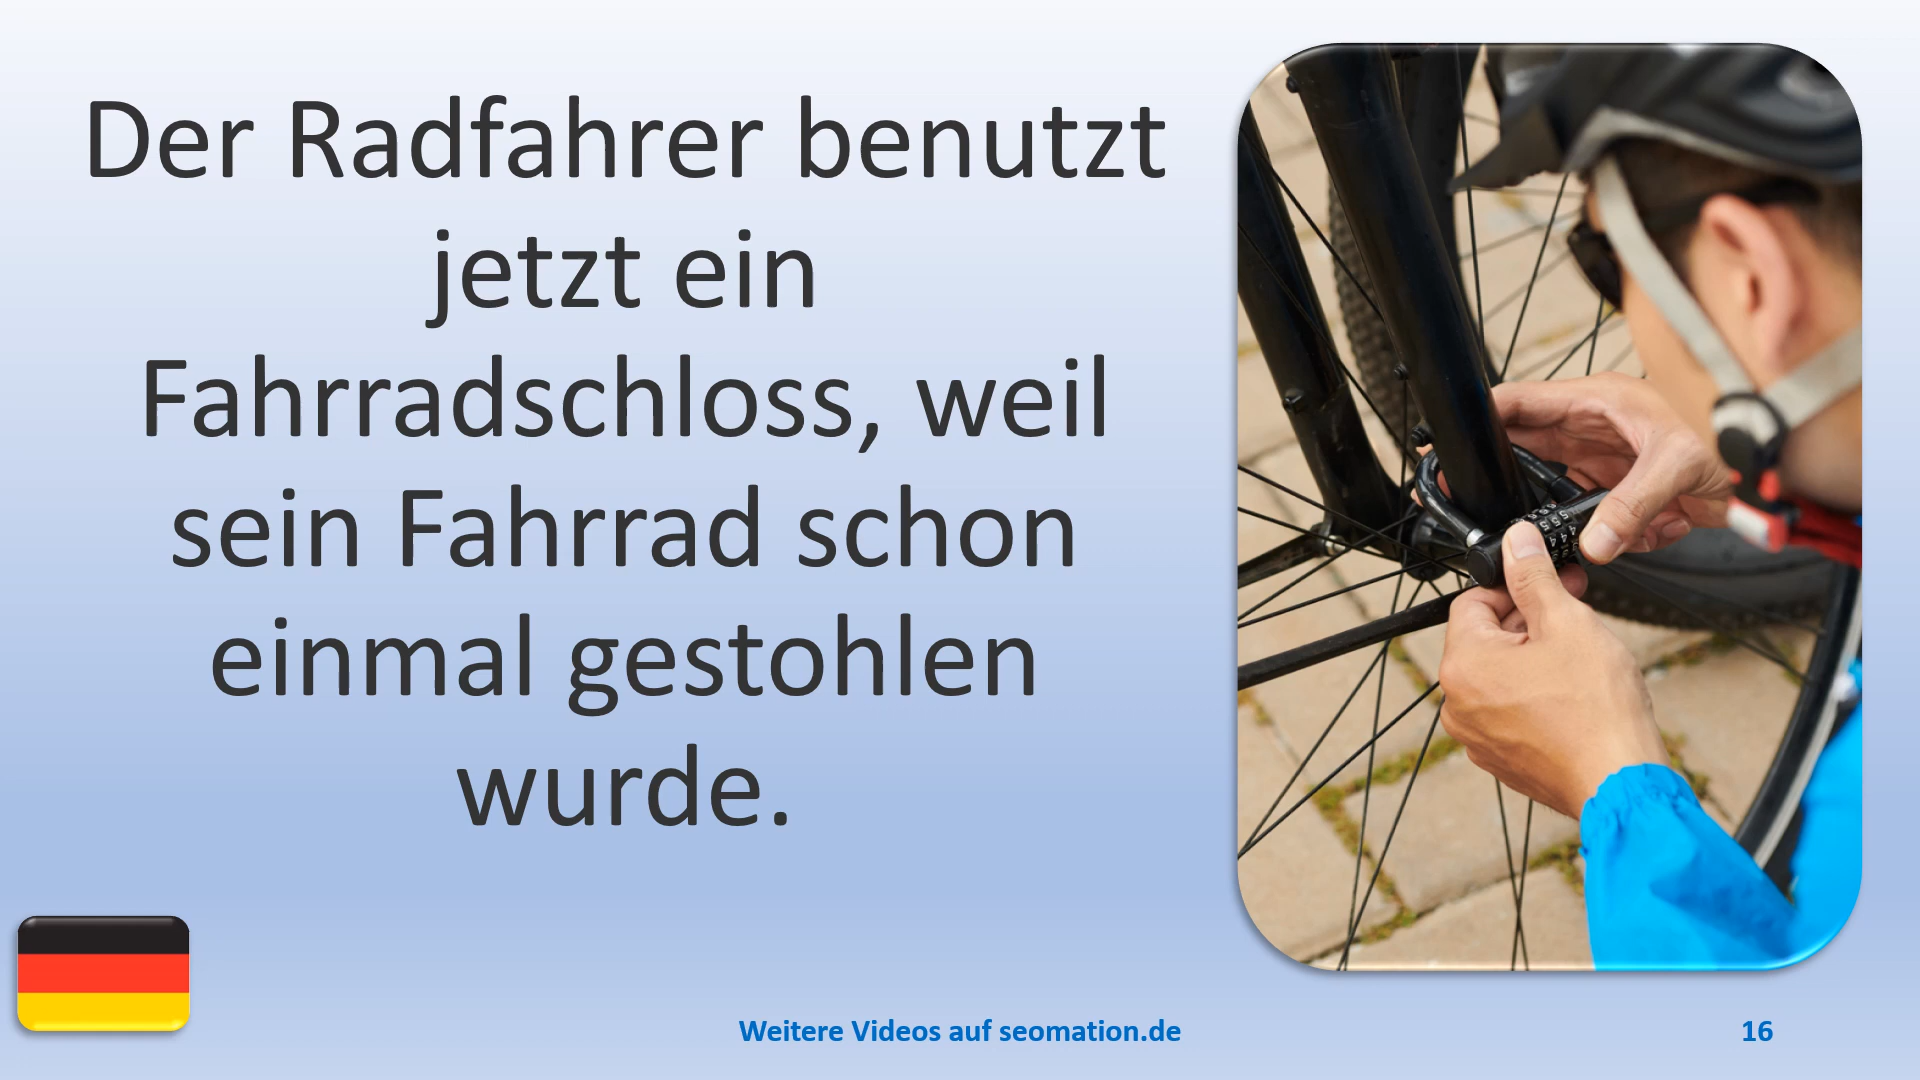 Der Radfahrer benutzt
jetzt ein
Fahrradschloss, weil
sein Fahrrad schon
einmal gestohlen
wurde.
Weitere Videos auf seomation.de
16